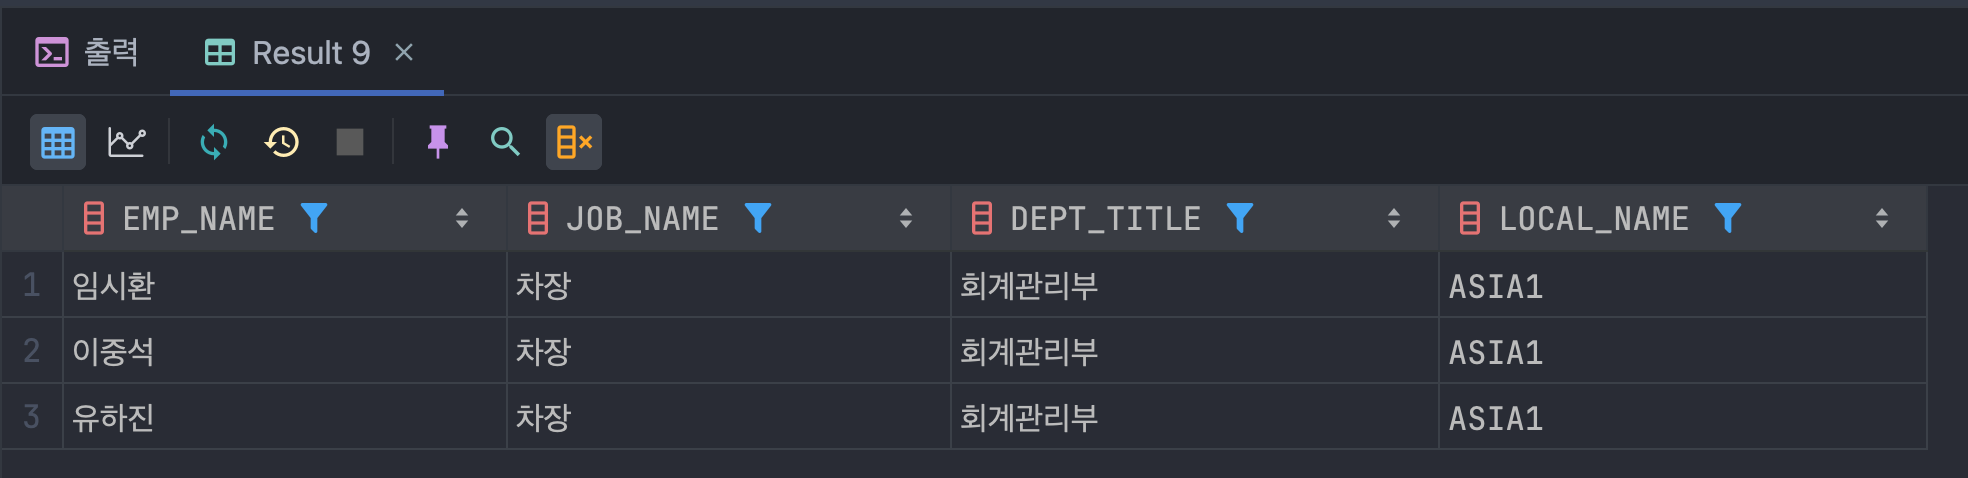 출력 Result 9
EMP_NAME JOB_NAME DEPT_TITLE LOCAL_NAME
1 임시환 차장 회계관리부 ASIA1
2 이중석 차장 회계관리부 ASIA1
3 유하진 차장 회계관리부 ASIA1